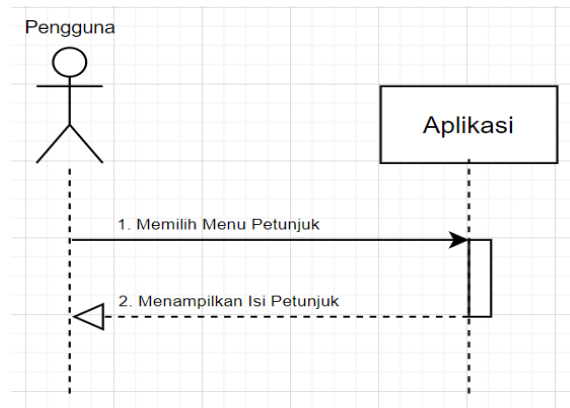 Pengguna
Aplikasi
1. Memilih Menu Petunjuk
2. Menampilkan Isi Petunjuk